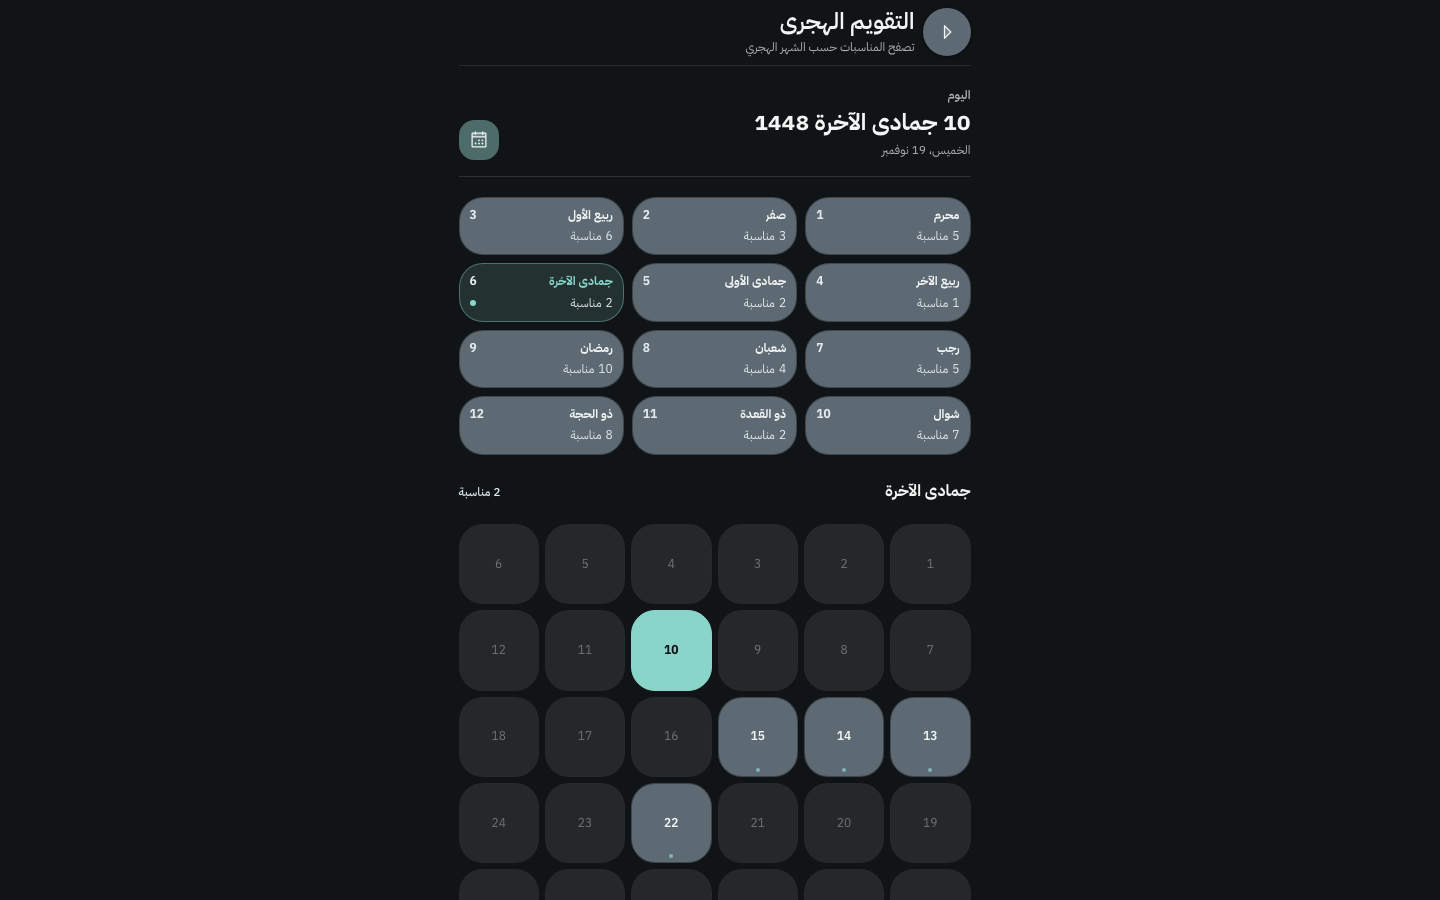 التقويم الهجرى
تصفح المناسبات حسب الشهر الهجري
اليوم
10 جمادى الآخرة 1448
الخميس، 19 نوفمبر
محرم 1
5 مناسبة
صفر 2
3 مناسبة
ربيع الأول 3
6 مناسبة
ربيع الآخر 4
1 مناسبة
جمادى الأولى 5
2 مناسبة
جمادى الآخرة 6
2 مناسبة
رجب 7
5 مناسبة
شعبان 8
4 مناسبة
رمضان 9
10 مناسبة
شوال 10
7 مناسبة
ذو القعدة 11
2 مناسبة
ذو الحجة 12
8 مناسبة
جمادى الآخرة
2 مناسبة
1 2 3 4 5 6
7 8 9 10 11 12
13 14 15 16 17 18
19 20 21 22 23 24